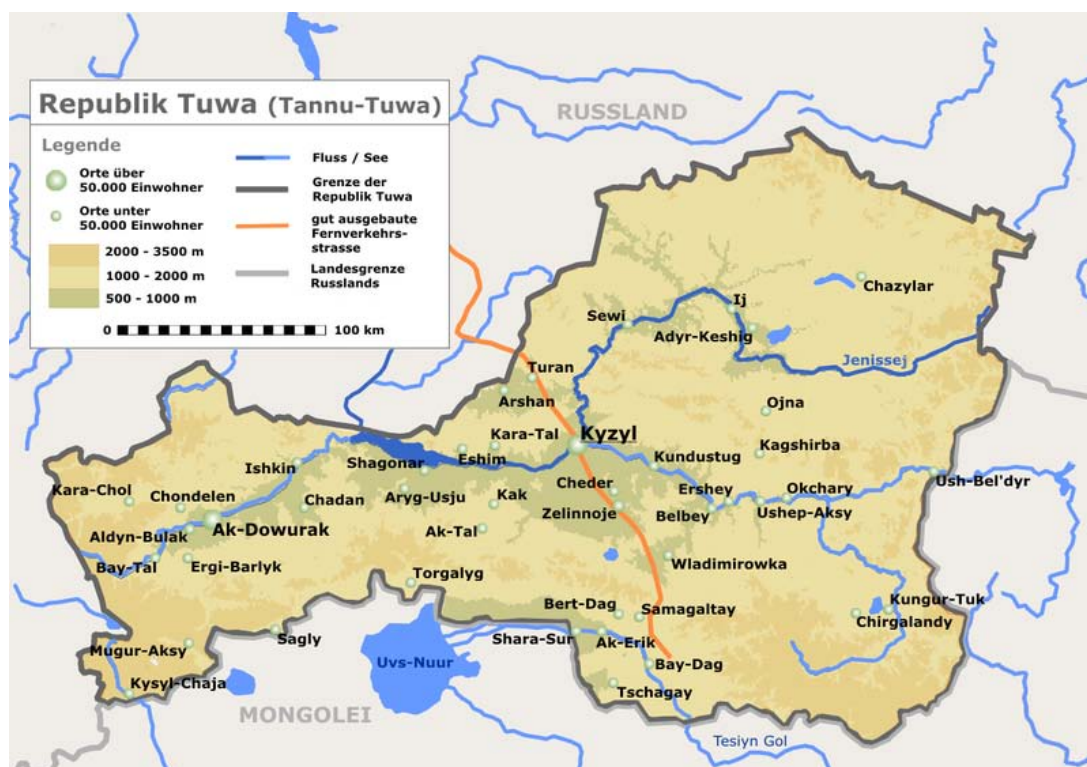 Republik Tuwa (Tannu-Tuwa)
Legende
Orte über
50.000 Einwohner
Orte unter
50.000 Einwohner
2000 - 3500 m
1000 - 2000 m
500 - 1000 m
Fluss / See
Grenze der
Republik Tuwa
gut ausgebaute
Fernverkehrs-
strasse
Landesgrenze
Russlands
0
100 km
RUSSLAND
Chazylar
Ij
Sewi
Adyr-Keshig
Jenissej
Turan
Arshan
Ojna
Kyzyl
Kara-Tal
Kagshirba
Eshim
Kundustug
Ishkin
Shagonar
Ush-Bel'dyr
Cheder
Kara-Chol
Chondelen
Chadan
Aryg-Usju
Kak
Ershey
Okchary
Zelinnoje
Belbey
Ushep-Aksy
Ak-Dowurak
Aldyn-Bulak
Ak-Tal
Bay-Tal
Ergi-Barlyk
Wladimirowka
Torgalyg
Kungur-Tuk
Bert-Dag
Samagaltay
Chirgalandy
Sagly
Shara-Sur
Ak-Erik
Mugur-Aksy
Uvs-Nuur
Bay-Dag
Kysyl-Chaja
Tschagay
MONGOLEI
Tesiyn Gol